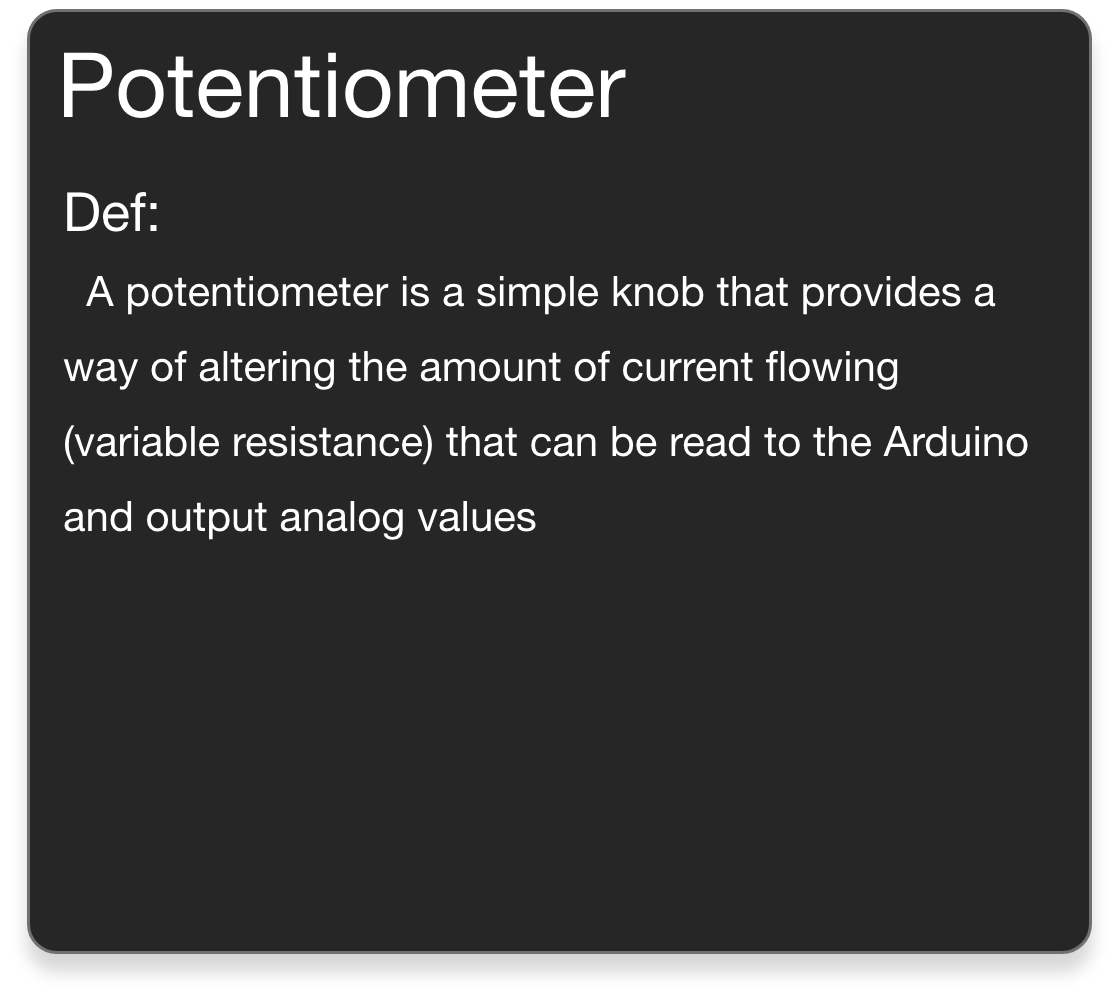 Potentiometer
Def:
A potentiometer is a simple knob that provides a
way of altering the amount of current flowing
(variable resistance) that can be read to the Arduino
and output analog values